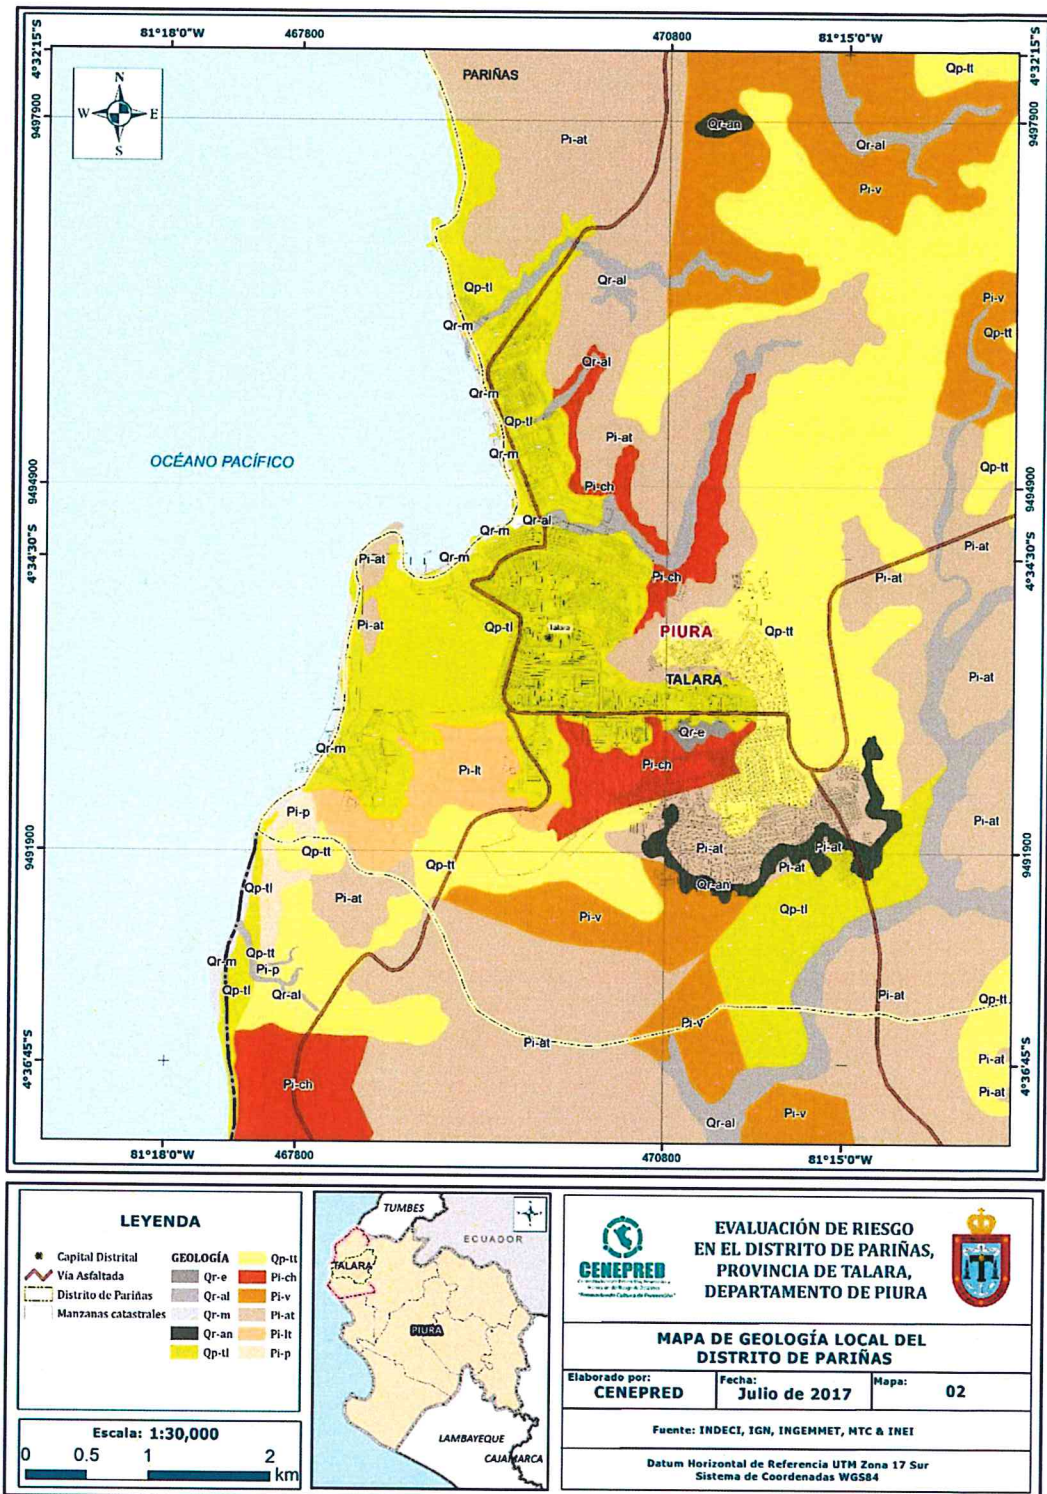 81°18'0"W
467800
470800
81°15'0"W
4°32'15"S
4°32'15"S
N
W
E
S
PARIÑAS
Qp-tt
9497900
9497900
Qr-an
Pi-at
Qr-al
Pi-v
Qp-tl
Qr-al
Pi-v
Qr-m
Qp-tt
Qr-al
Qr-m
Qp-tl
Pi-at
Qr-m
OCÉANO PACÍFICO
Qp-tt
9494900
9494900
Pi-ch
Qr-m
Qr-al
4°34'30"S
4°34'30"S
Pi-at
Qr-m
Pi-at
Pi-ch
Pi-at
Pi-at
Qp-tl
Talara
PIURA
Qp-tt
TALARA
Pi-at
Qr-m
Qr-e
Pi-lt
Pi-ch
Pi-p
Pi-at
9491900
9491900
Qp-tt
Qp-tt
Pi-at
Pi-at
Pi-at
Qp-tl
Pi-at
Qr-an
Pi-v
Qp-tl
Qr-m
Qp-tt
Pi-p
Qp-tl
Qr-al
Pi-at
Qp-tt
Pi-v
Pi-at
4°36'45"S
4°36'45"S
Pi-at
Pi-ch
Pi-at
Pi-v
Qr-al
81°18'0"W
467800
470800
81°15'0"W
LEYENDA
Capital Distrital
Vía Asfaltada
Distrito de Pariñas
Manzanas catastrales
GEOLOGÍA
Qr-e
Qr-al
Qr-m
Qr-an
Qp-tl
Qp-tt
Pi-ch
Pi-v
Pi-at
Pi-lt
Pi-p
Escala: 1:30,000
0 0.5 1 2
km
TUMBES
ECUADOR
TALARA
PIURA
LAMBAYEQUE
CAJAMARCA
CENEPRED
EVALUACIÓN DE RIESGO
EN EL DISTRITO DE PARIÑAS,
PROVINCIA DE TALARA,
DEPARTAMENTO DE PIURA
MAPA DE GEOLOGÍA LOCAL DEL
DISTRITO DE PARIÑAS
Elaborado por:
CENEPRED
Fecha:
Julio de 2017
Mapa:
02
Fuente: INDECI, IGN, INGEMMET, MTC & INEI
Datum Horizontal de Referencia UTM Zona 17 Sur
Sistema de Coordenadas WGS84